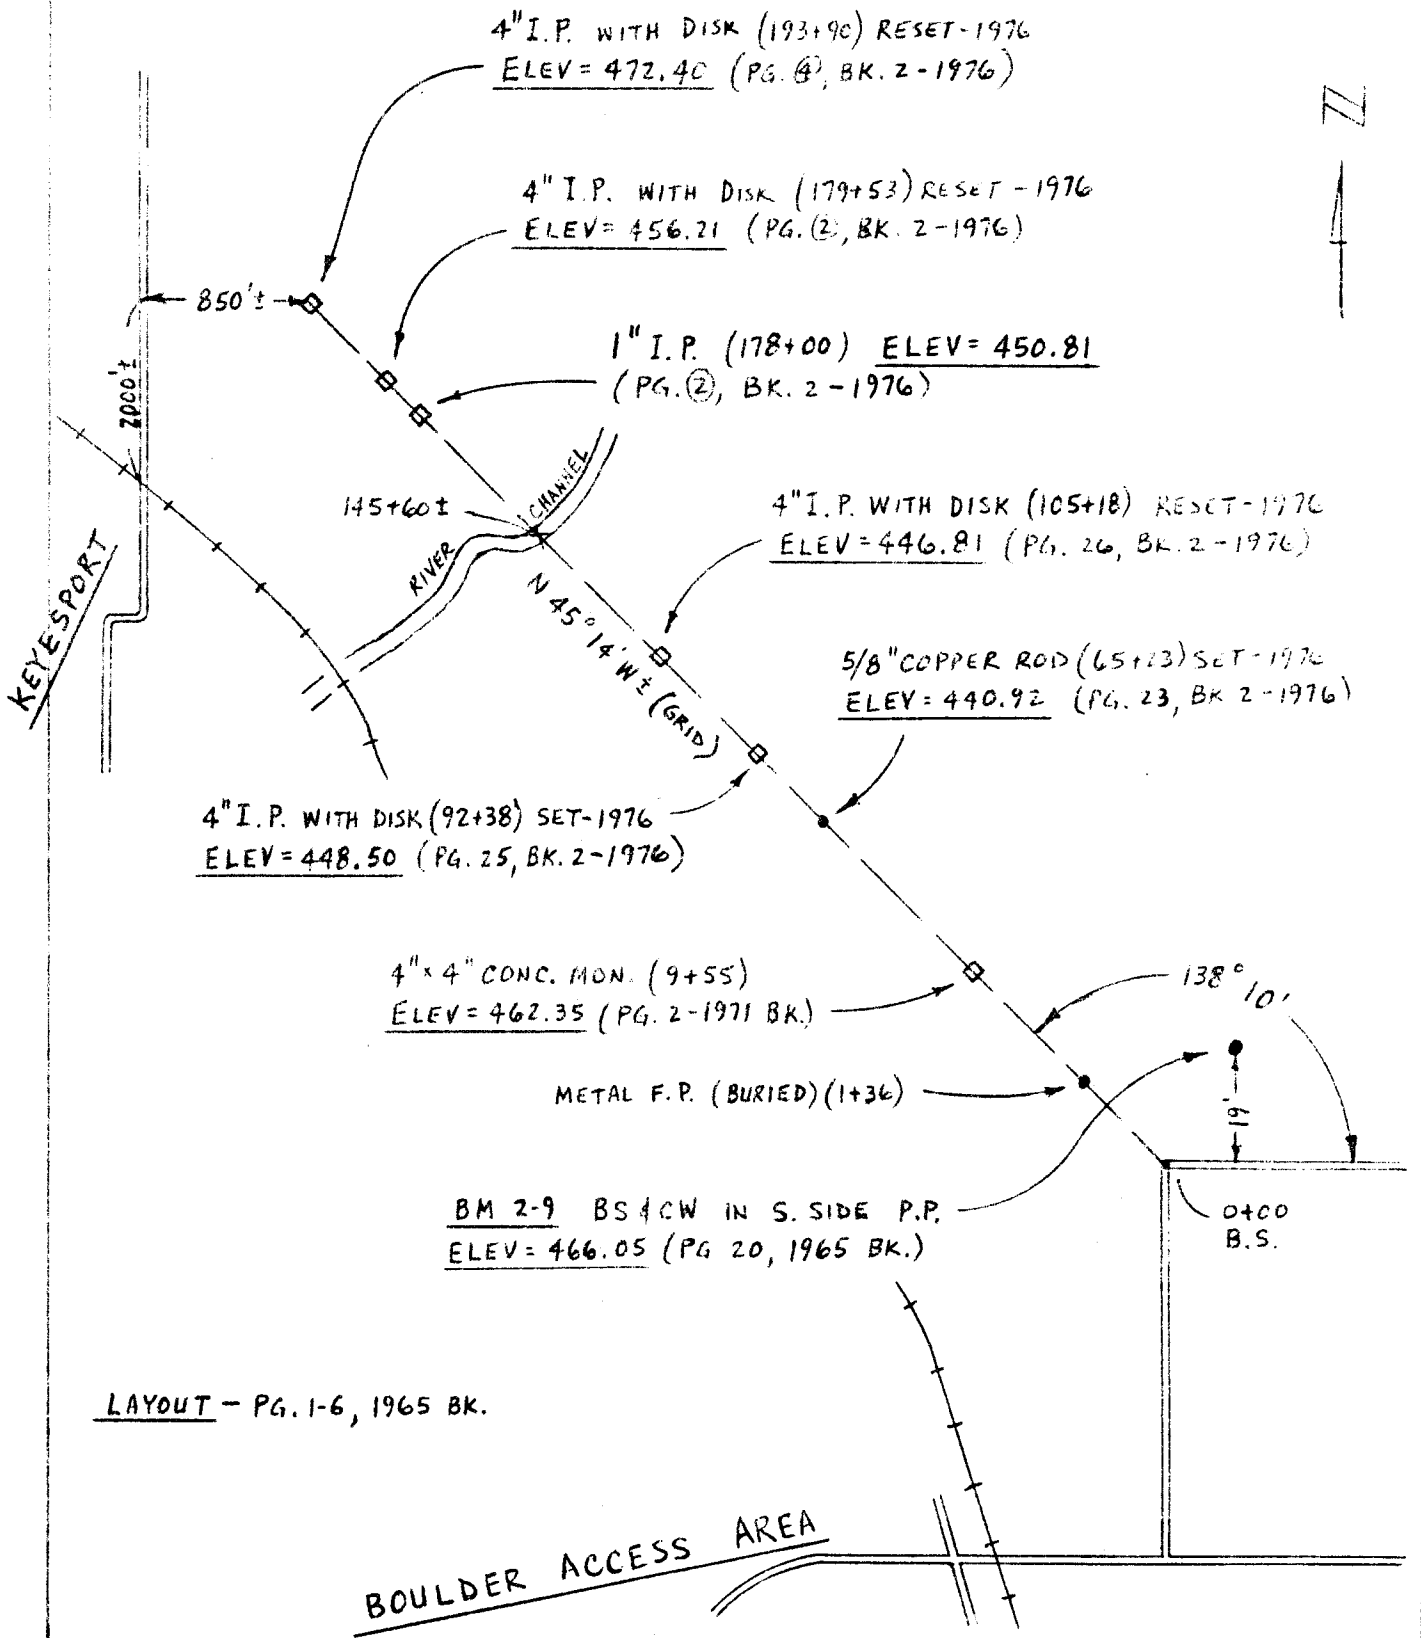 4" I.P. WITH DISK (193+90) RESET-1976
ELEV = 472.40 (PG. 4, BK. 2-1976)
N
4" I.P. WITH DISK (179+53) RESET-1976
ELEV = 456.21 (PG. 2, BK. 2-1976)
850'±
1" I.P. (178+00) ELEV = 450.81
(PG. 2, BK. 2-1976)
2000'±
145+60±
RIVER
CHANNEL
4" I.P. WITH DISK (105+18) RESET-1976
ELEV = 446.81 (PG. 26, BK. 2-1976)
KEYESPORT
N 45° 14' W ± (GRID)
5/8" COPPER ROD (65+23) SET-1976
ELEV = 440.92 (PG. 23, BK 2-1976)
4" I.P. WITH DISK (92+38) SET-1976
ELEV = 448.50 (PG. 25, BK. 2-1976)
4" x 4" CONC. MON. (9+55)
ELEV = 462.35 (PG. 2-1971 BK.)
138° 10'
METAL F.P. (BURIED) (1+36)
19'
BM 2-9 BS & CW IN S. SIDE P.P.
ELEV = 466.05 (PG 20, 1965 BK.)
0+00
B.S.
LAYOUT - PG. 1-6, 1965 BK.
BOULDER ACCESS AREA